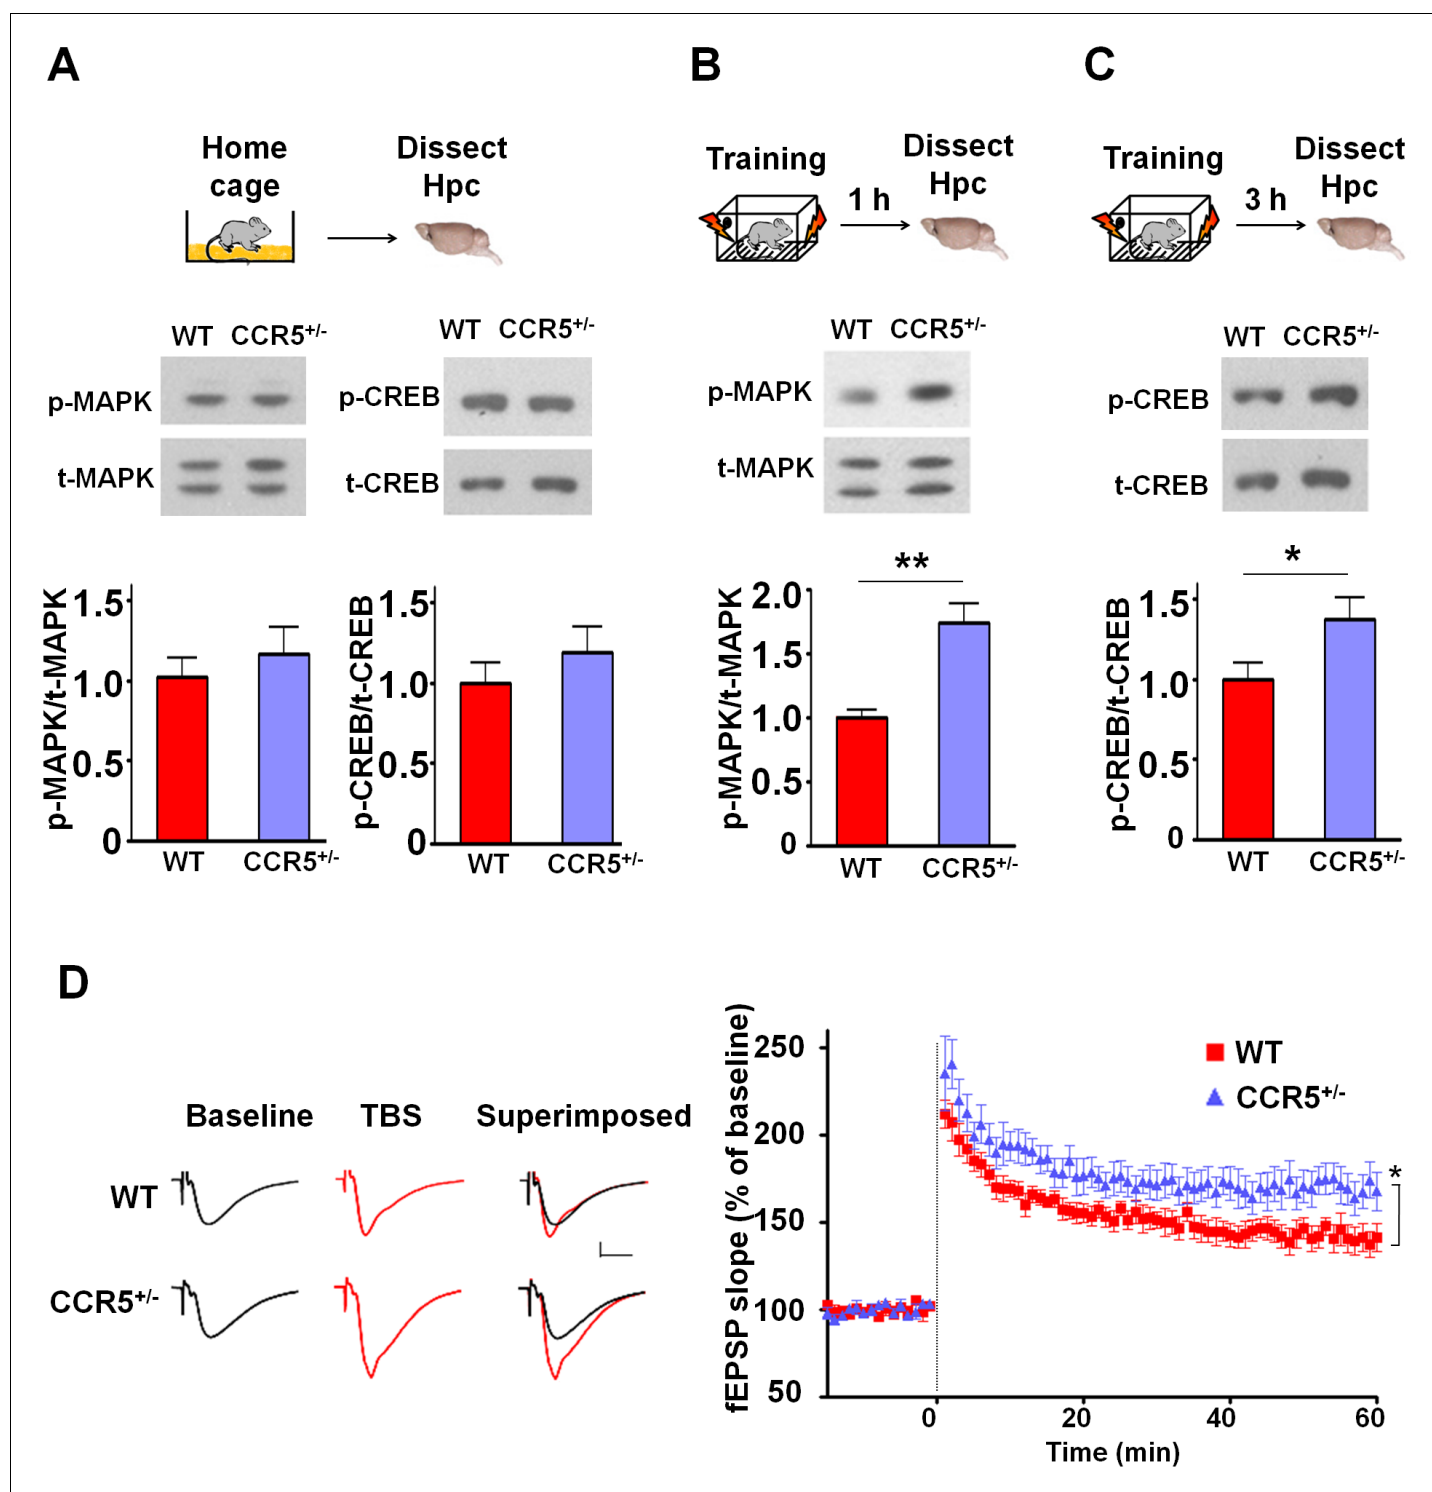 A
Home
cage
Dissect
Hpc
WT CCR5+/-
p-MAPK
t-MAPK
WT CCR5+/-
p-CREB
t-CREB
p-MAPK/t-MAPK
1.5
1.0
0.5
0
WT CCR5+/-
p-CREB/t-CREB
1.5
1.0
0.5
0
WT CCR5+/-
B
Training
1 h
Dissect
Hpc
WT CCR5+/-
p-MAPK
t-MAPK
**
p-MAPK/t-MAPK
2.0
1.5
1.0
0.5
0
WT CCR5+/-
C
Training
3 h
Dissect
Hpc
WT CCR5+/-
p-CREB
t-CREB
*
p-CREB/t-CREB
1.5
1.0
0.5
0
WT CCR5+/-
D
Baseline TBS Superimposed
WT
CCR5+/-
fEPSP slope (% of baseline)
250
200
150
100
50
WT
CCR5+/-
*
0 20 40 60
Time (min)